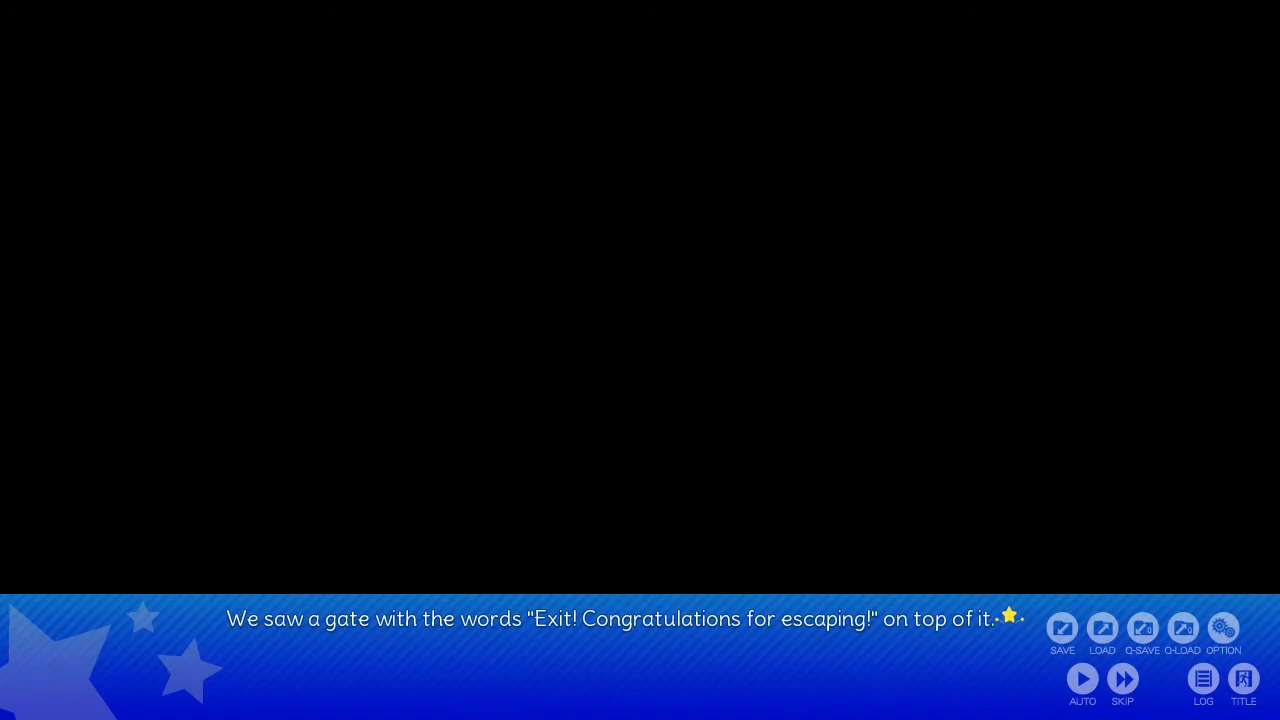 We saw a gate with the words "Exit! Congratulations for escaping!" on top of it.
SAVE LOAD Q-SAVE Q-LOAD OPTION
AUTO SKIP LOG TITLE